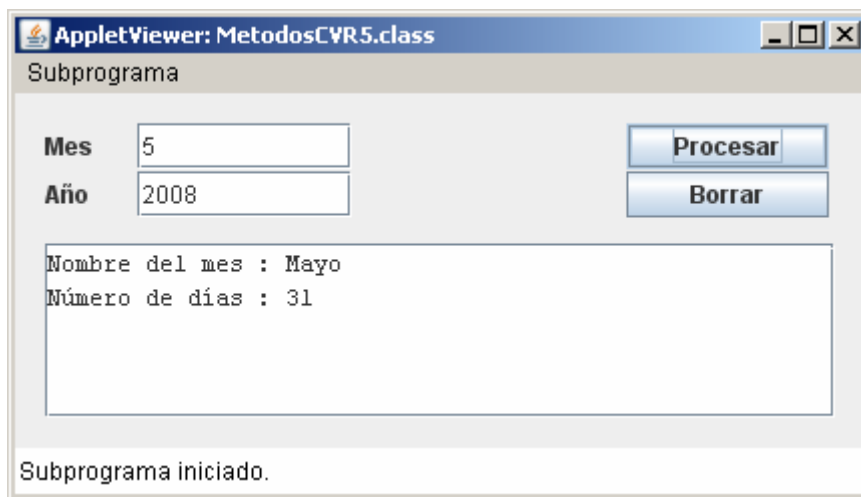 AppletViewer: MetodosCVR5.class
Subprograma
Mes 5 Procesar
Año 2008 Borrar
Nombre del mes : Mayo
Número de días : 31
Subprograma iniciado.